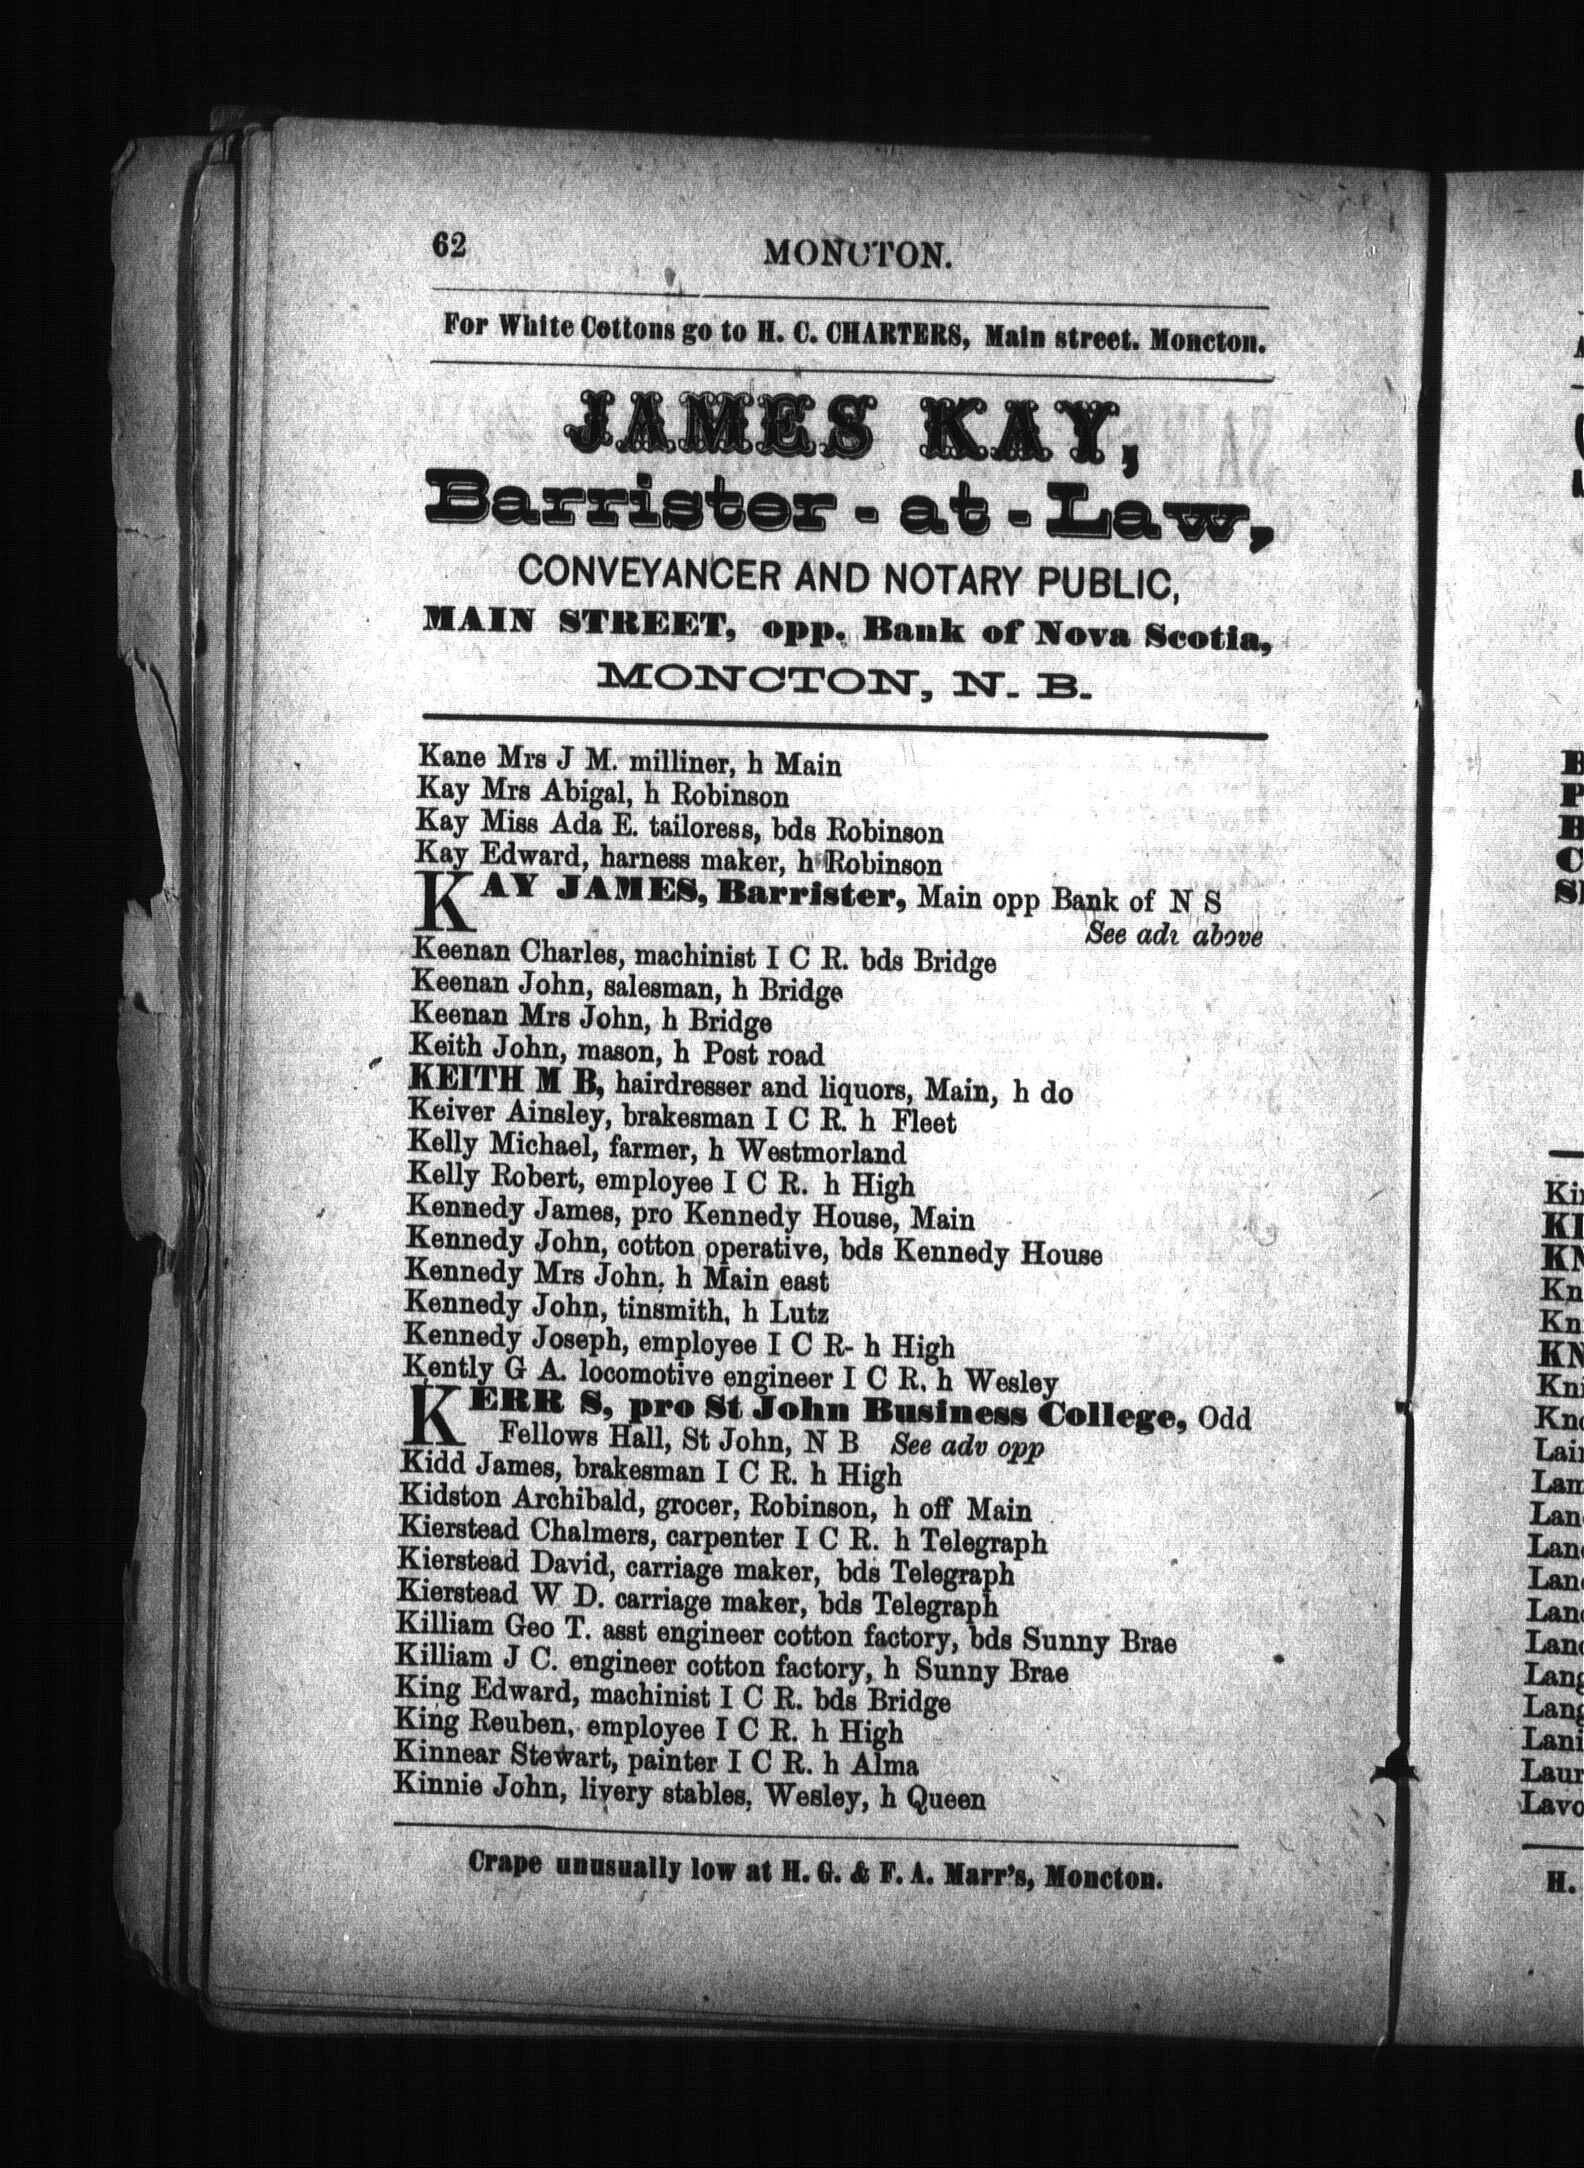 62
MONCTON.
For White Cottons go to H. C. CHARTERS, Main street. Moncton.
JAMES KAY,
Barrister-at-Law,
CONVEYANCER AND NOTARY PUBLIC,
MAIN STREET, opp. Bank of Nova Scotia,
MONCTON, N. B.
Kane Mrs J M. milliner, h Main
Kay Mrs Abigal, h Robinson
Kay Miss Ada E. tailoress, bds Robinson
Kay Edward, harness maker, h Robinson
KAY JAMES, Barrister, Main opp Bank of N S
See adv above
Keenan Charles, machinist I C R. bds Bridge
Keenan John, salesman, h Bridge
Keenan Mrs John, h Bridge
Keith John, mason, h Post road
KEITH M B, hairdresser and liquors, Main, h do
Keiver Ainsley, brakesman I C R. h Fleet
Kelly Michael, farmer, h Westmorland
Kelly Robert, employee I C R. h High
Kennedy James, pro Kennedy House, Main
Kennedy John, cotton operative, bds Kennedy House
Kennedy Mrs John, h Main east
Kennedy John, tinsmith, h Lutz
Kennedy Joseph, employee I C R- h High
Kently G A. locomotive engineer I C R. h Wesley
KERR S, pro St John Business College, Odd
Fellows Hall, St John, N B See adv opp
Kidd James, brakesman I C R. h High
Kidston Archibald, grocer, Robinson, h off Main
Kierstead Chalmers, carpenter I C R. h Telegraph
Kierstead David, carriage maker, bds Telegraph
Kierstead W D. carriage maker, bds Telegraph
Killiam Geo T. asst engineer cotton factory, bds Sunny Brae
Killiam J C. engineer cotton factory, h Sunny Brae
King Edward, machinist I C R. bds Bridge
King Reuben, employee I C R. h High
Kinnear Stewart, painter I C R. h Alma
Kinnie John, livery stables, Wesley, h Queen
Crape unusually low at H. G. & F. A. Marr's, Moncton.